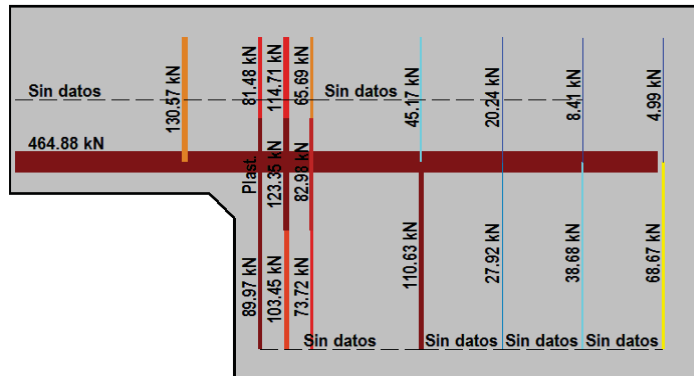 130.57 kN
81.48 kN
114.71 kN
65.69 kN
45.17 kN
20.24 kN
8.41 kN
4.99 kN
Sin datos
Sin datos
464.88 kN
Plast.
123.35 kN
82.98 kN
89.97 kN
103.45 kN
73.72 kN
110.63 kN
27.92 kN
38.68 kN
68.67 kN
Sin datos
Sin datos
Sin datos
Sin datos